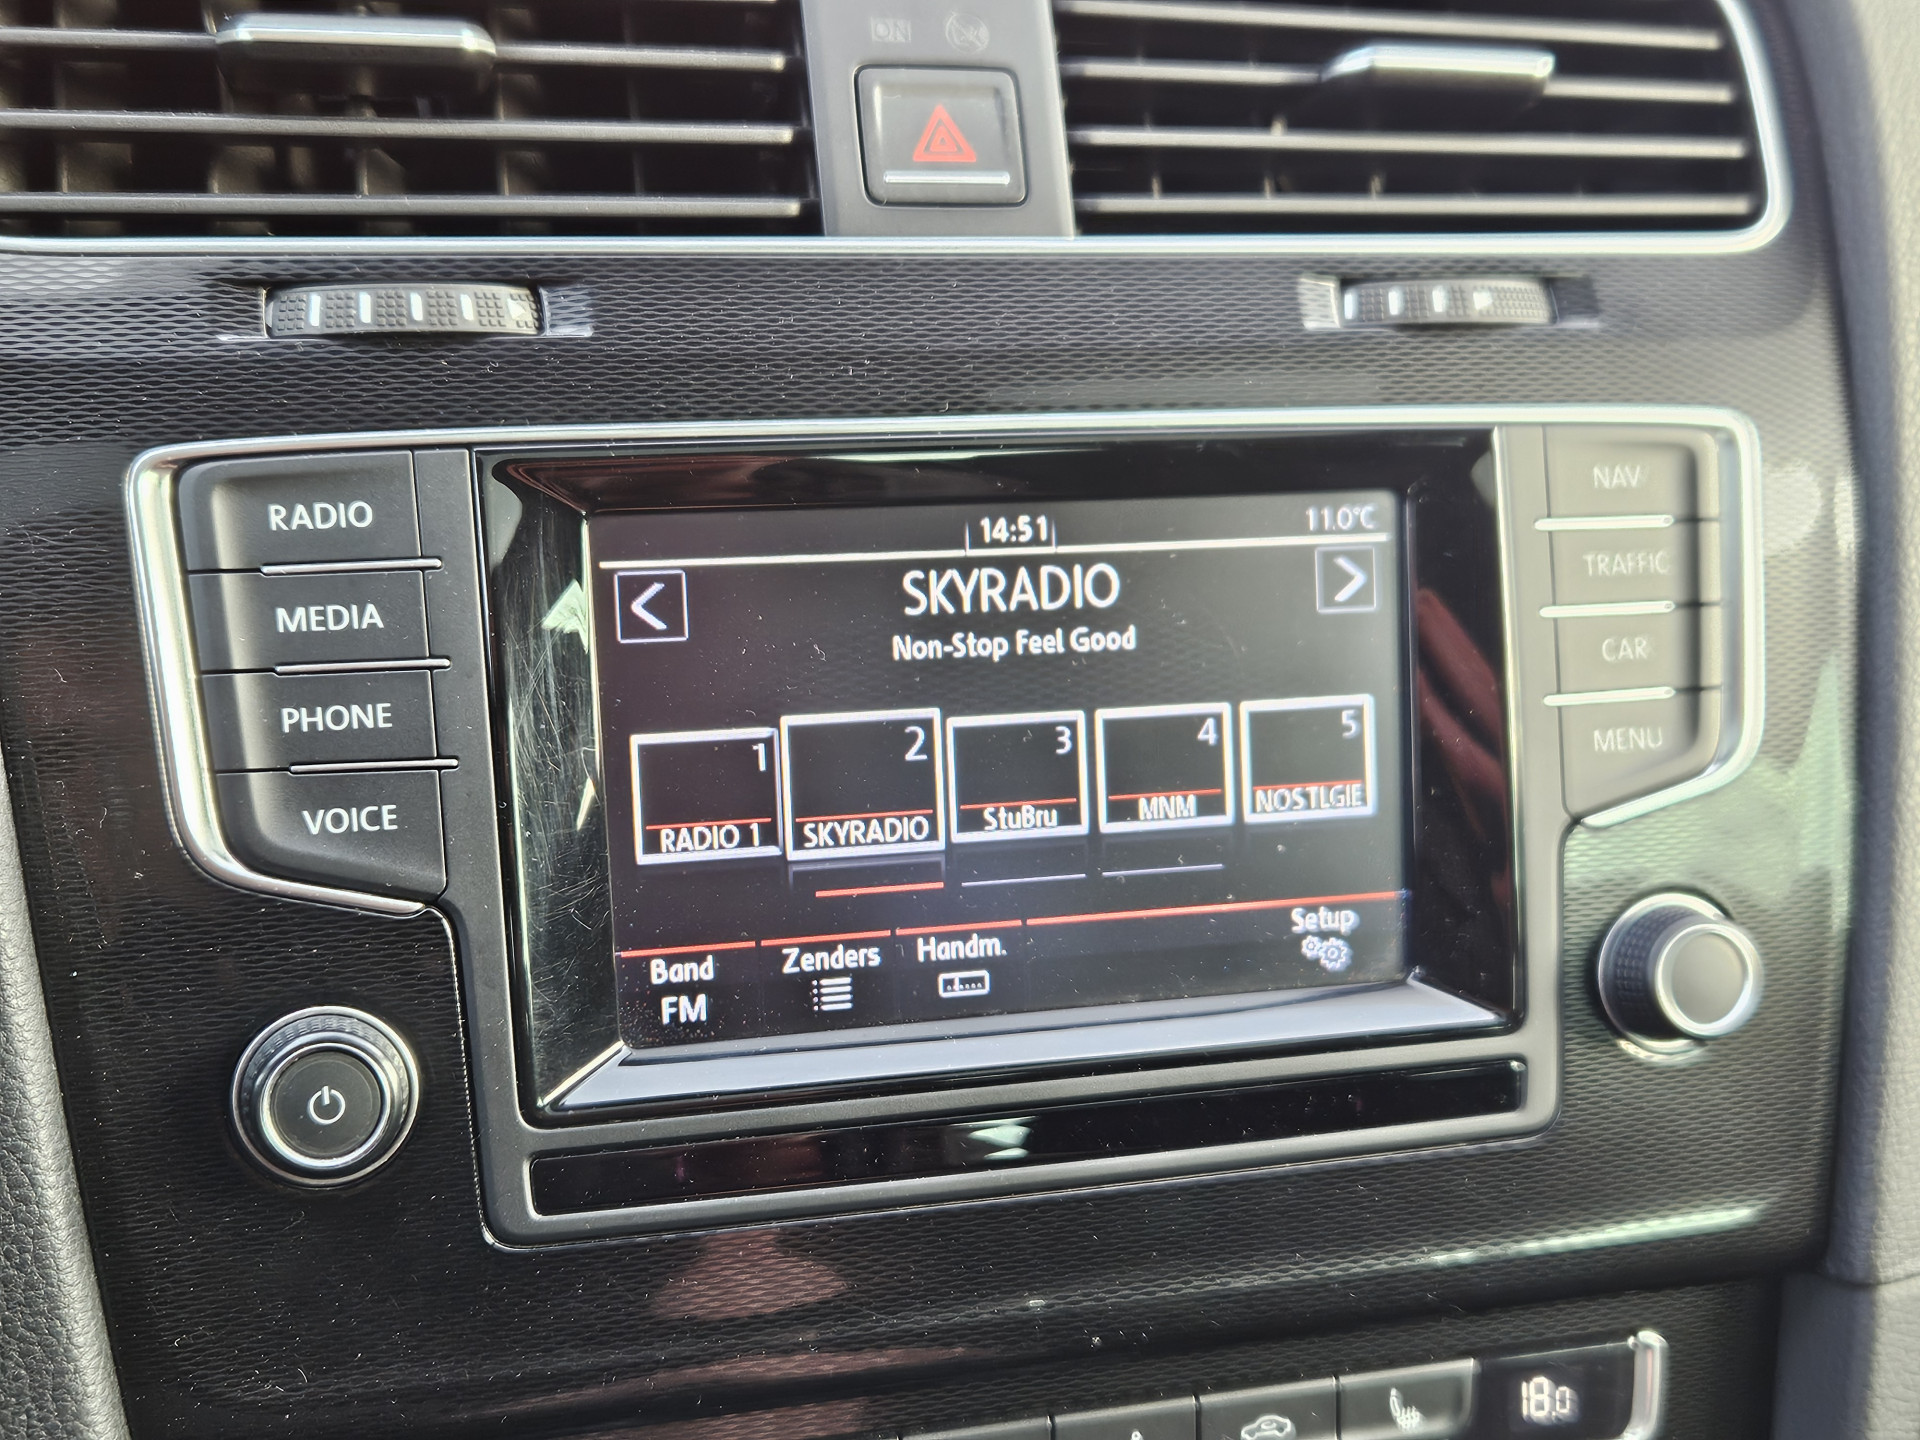 RADIO
MEDIA
PHONE
VOICE
14:51
11.0°C
SKYRADIO
Non-Stop Feel Good
1
RADIO 1
2
SKYRADIO
3
StuBru
4
MNM
5
NOSTLGIE
Band
FM
Zenders
Handm.
Setup
NAV
TRAFFIC
CAR
MENU
18.0